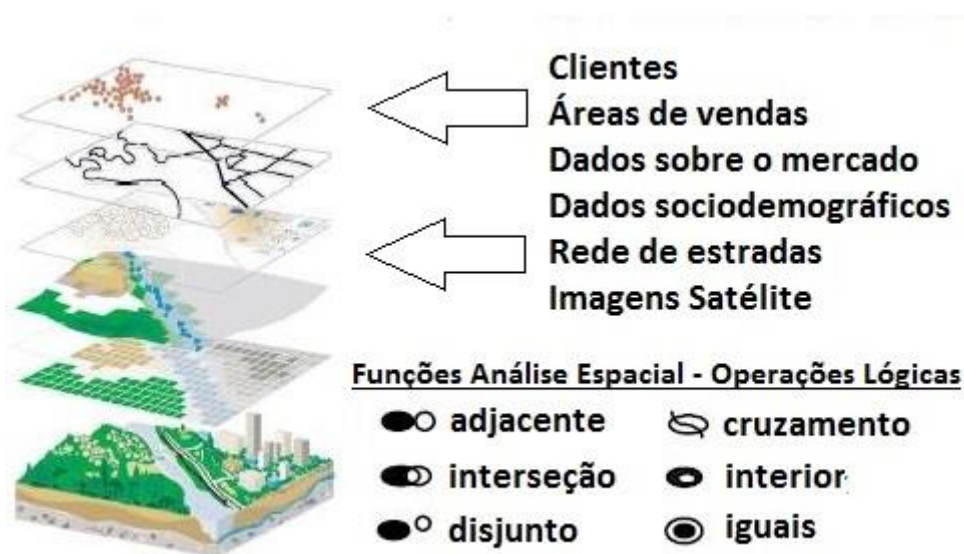 Clientes
Áreas de vendas
Dados sobre o mercado
Dados sociodemográficos
Rede de estradas
Imagens Satélite
Funções Análise Espacial - Operações Lógicas
adjacente
cruzamento
interseção
interior
disjunto
iguais